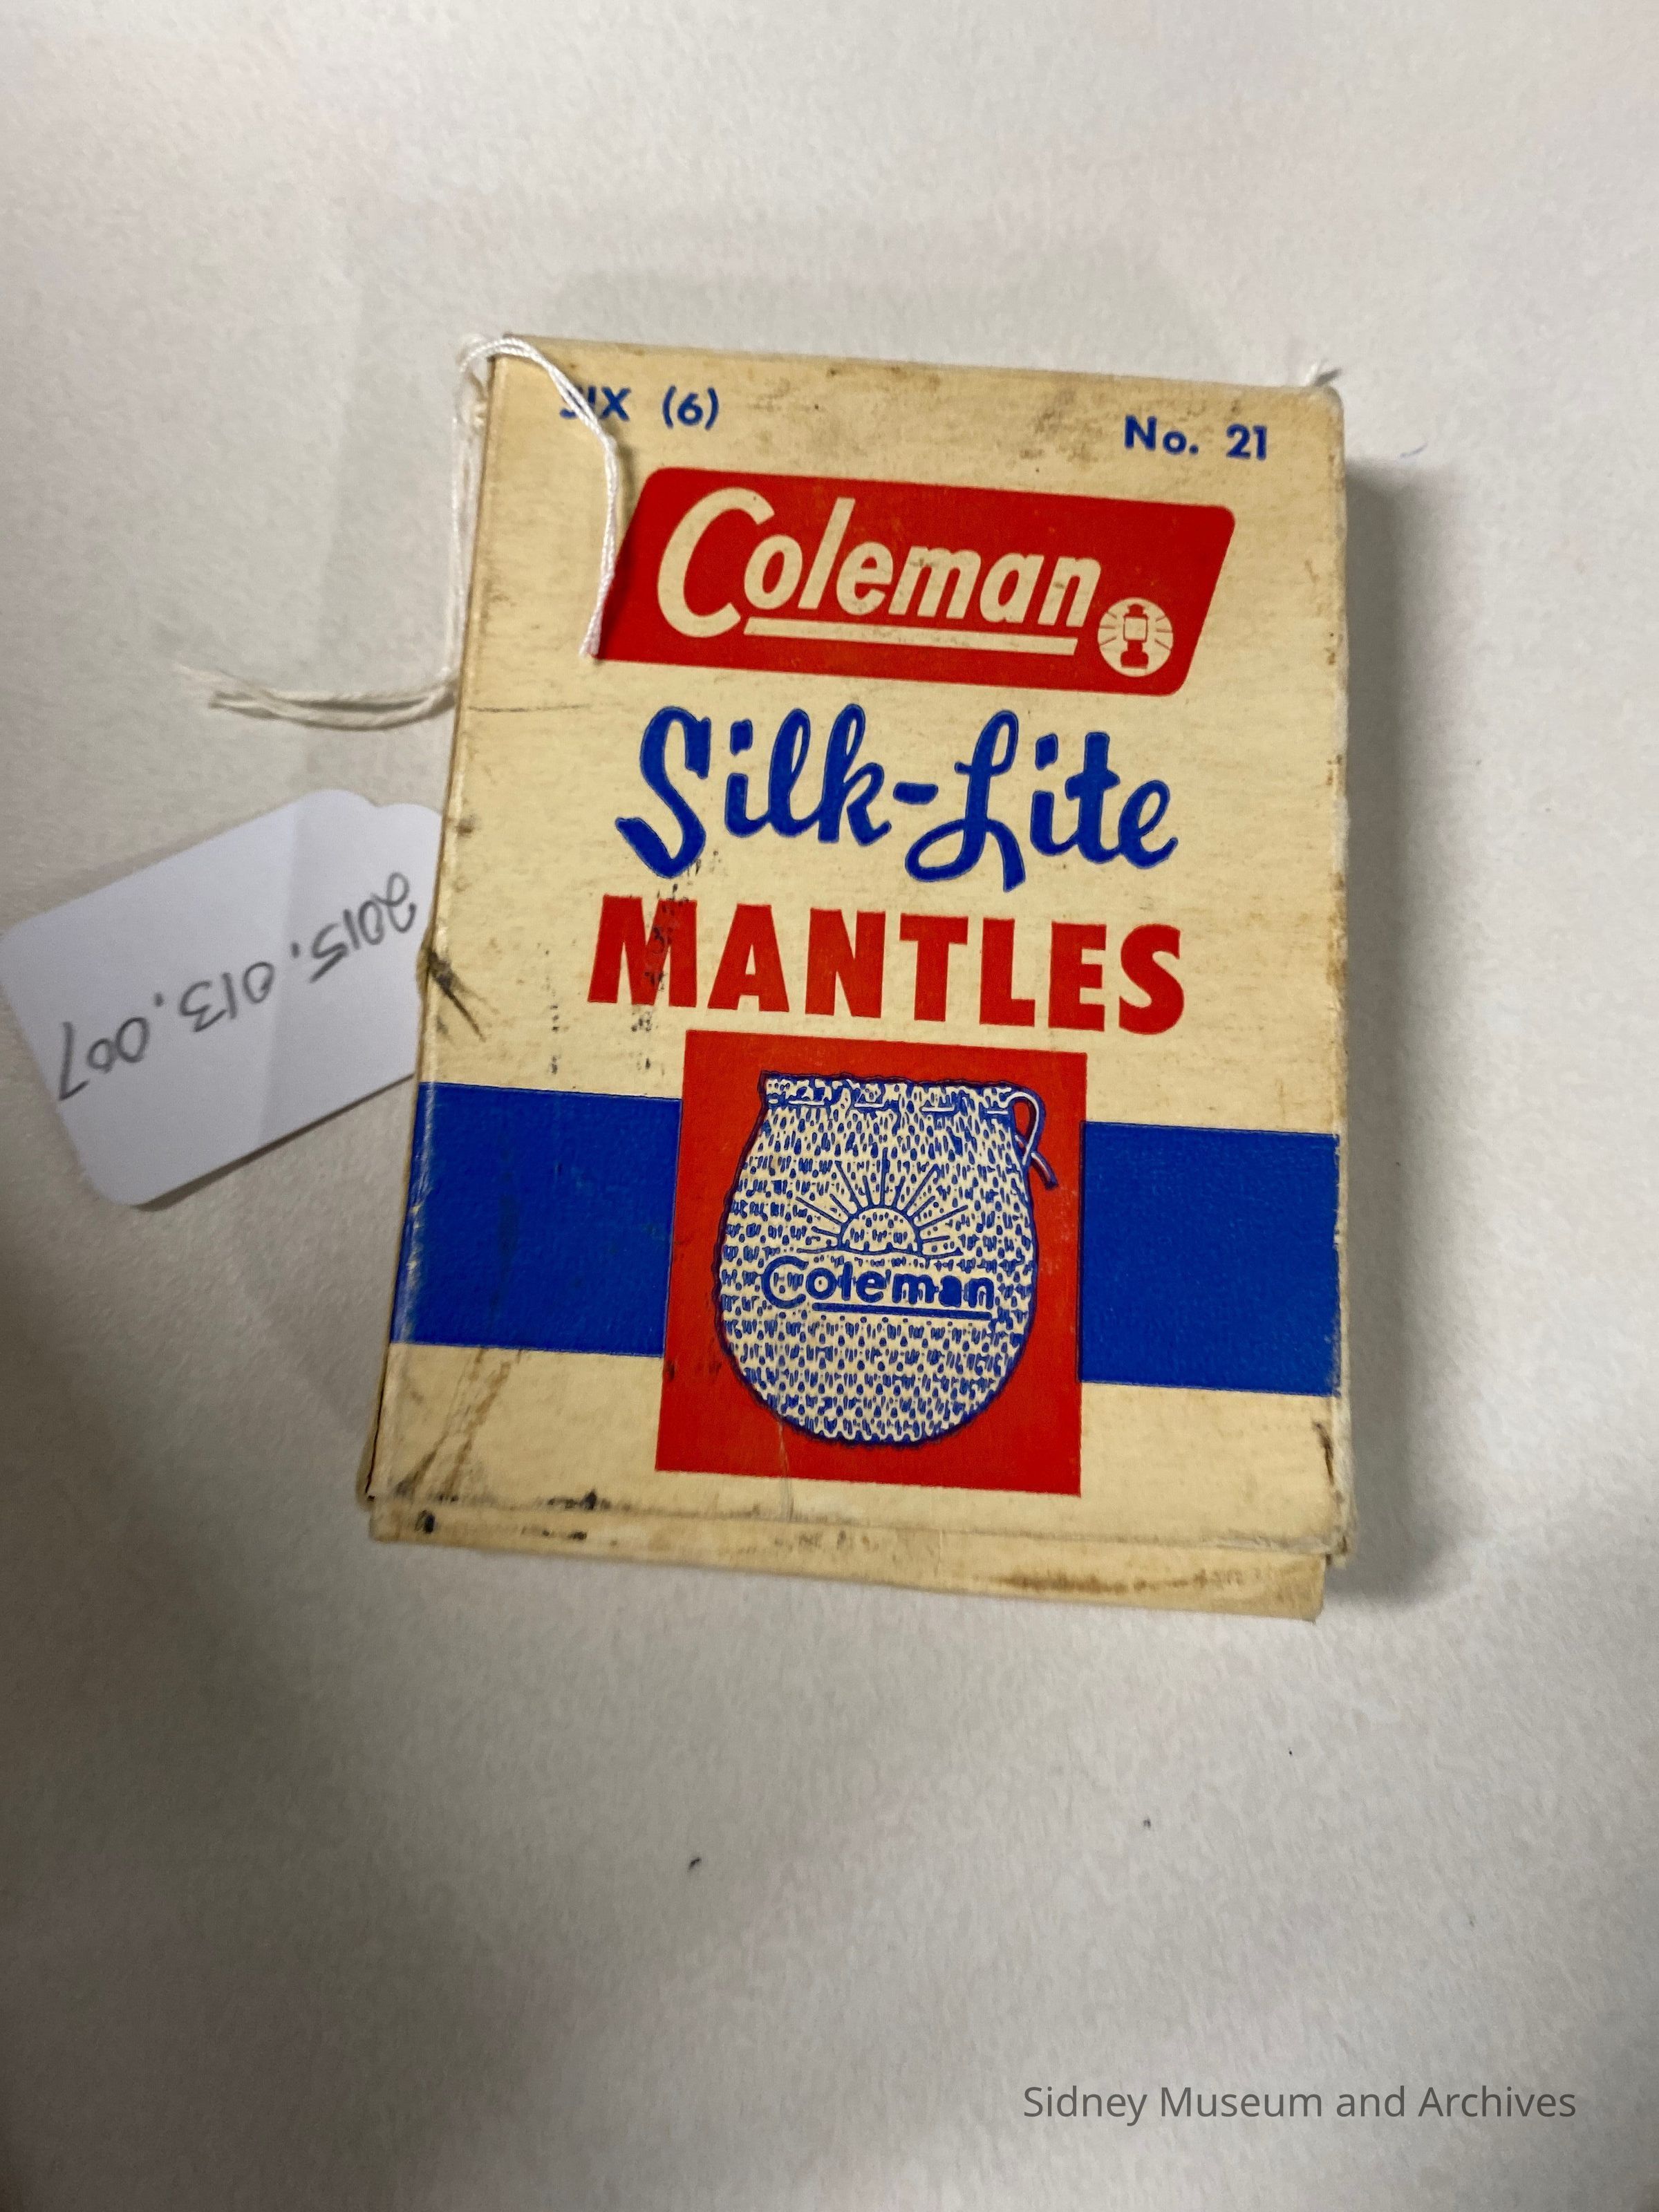 SIX (6)
No. 21
Coleman
Silk-Lite
MANTLES
Coleman
2015.013.007
Sidney Museum and Archives